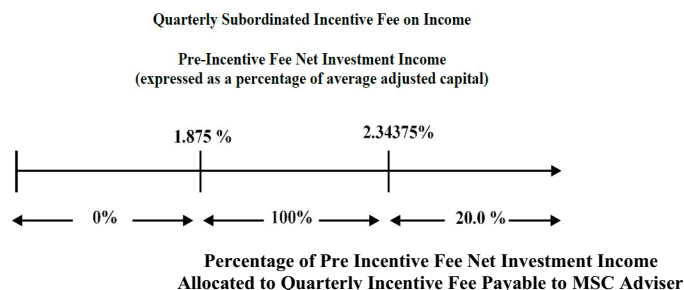 Quarterly Subordinated Incentive Fee on Income
Pre-Incentive Fee Net Investment Income
(expressed as a percentage of average adjusted capital)
1.875 %
2.34375%
0%
100%
20.0 %
Percentage of Pre Incentive Fee Net Investment Income
Allocated to Quarterly Incentive Fee Payable to MSC Adviser